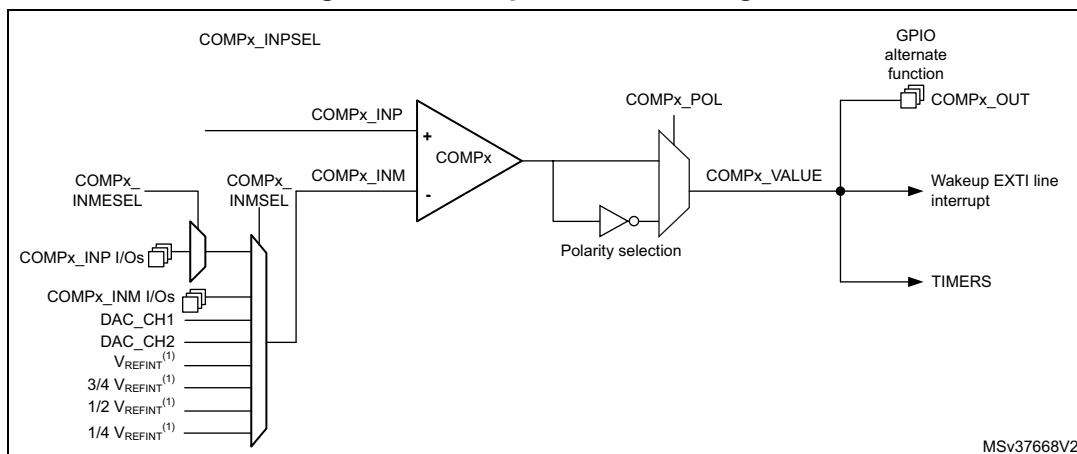 COMPx_INPSEL
GPIO
alternate
function
COMPx_POL
COMPx_OUT
COMPx_INP
+
COMPx
COMPx_
INMESEL
COMPx_
INMSEL
COMPx_INM
-
COMPx_VALUE
Wakeup EXTI line
interrupt
Polarity selection
COMPx_INP I/Os
COMPx_INM I/Os
TIMERS
DAC_CH1
DAC_CH2
VREFINT(1)
3/4 VREFINT(1)
1/2 VREFINT(1)
1/4 VREFINT(1)
MSv37668V2